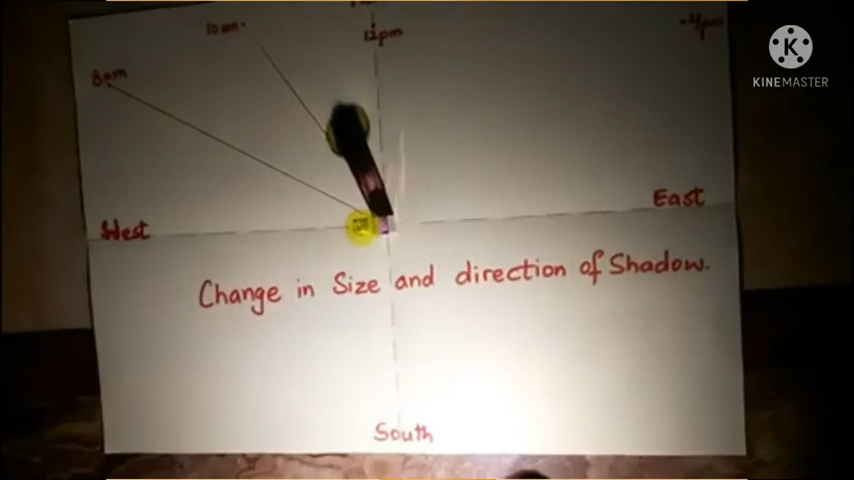 10am
12pm
4pm
8am
KINEMASTER
East
West
Change in Size and direction of Shadow.
South